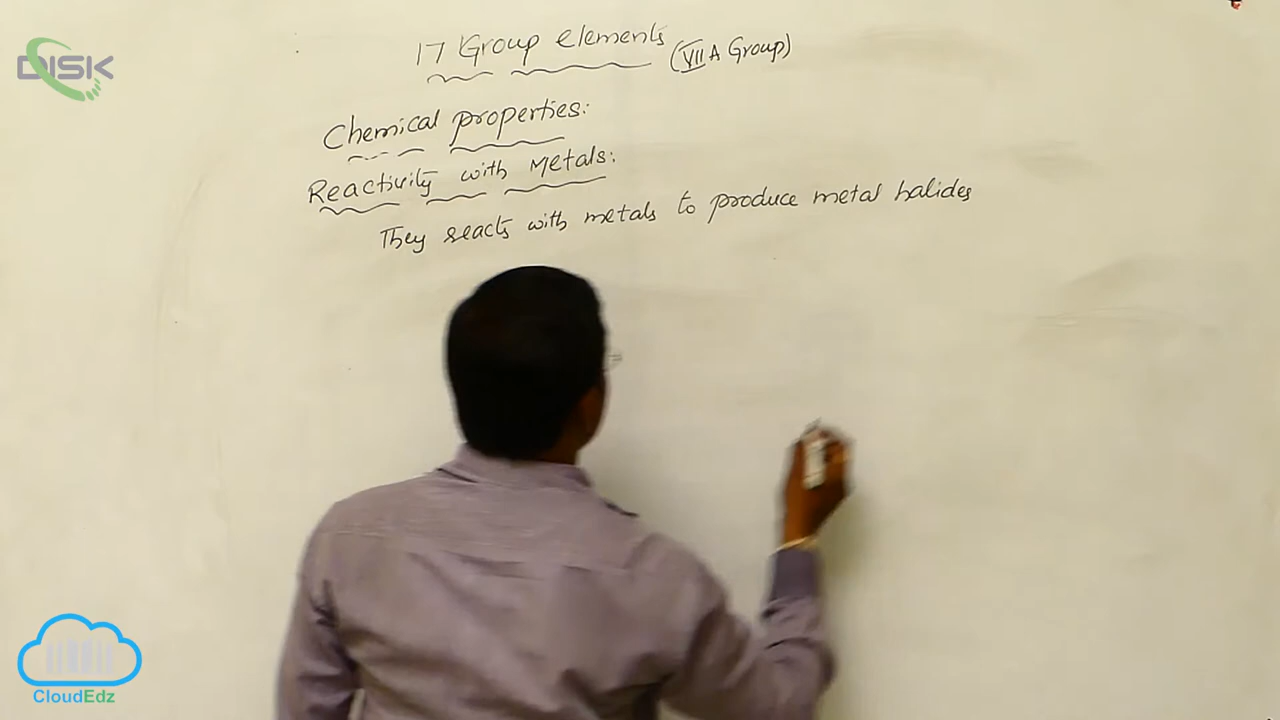 DISK
17 Group elements (VII A Group)
Chemical properties:
Reactivity with Metals:
They reacts with metals to produce metal halides
CloudEdz